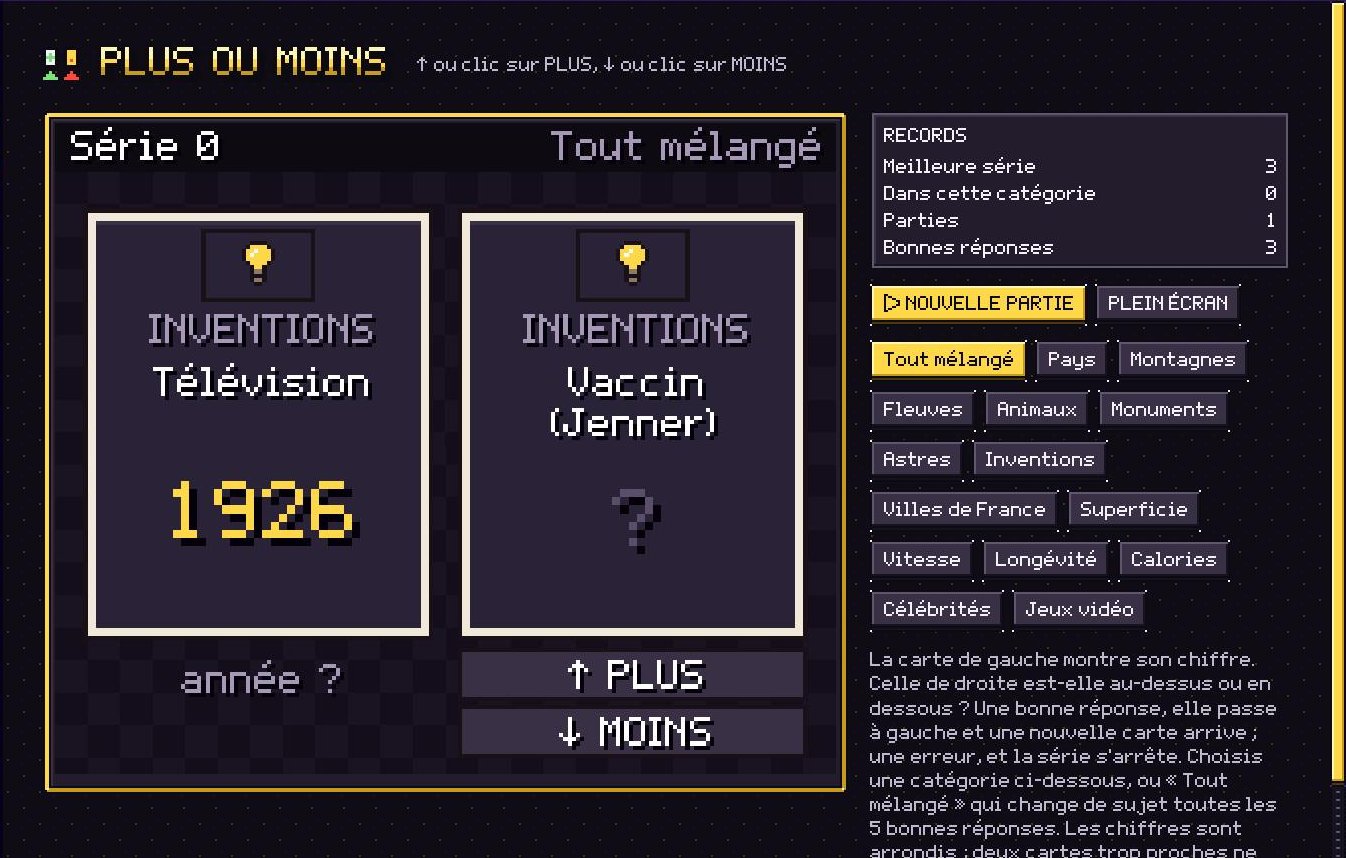 PLUS OU MOINS
↑ ou clic sur PLUS, ↓ ou clic sur MOINS
Série 0
Tout mélangé
INVENTIONS
Télévision
1926
année ?
INVENTIONS
Vaccin
(Jenner)
?
↑ PLUS
↓ MOINS
RECORDS
Meilleure série 3
Dans cette catégorie 0
Parties 1
Bonnes réponses 3
NOUVELLE PARTIE
PLEIN ÉCRAN
Tout mélangé
Pays
Montagnes
Fleuves
Animaux
Monuments
Astres
Inventions
Villes de France
Superficie
Vitesse
Longévité
Calories
Célébrités
Jeux vidéo
La carte de gauche montre son chiffre.
Celle de droite est-elle au-dessus ou en
dessous ? Une bonne réponse, elle passe
à gauche et une nouvelle carte arrive ;
une erreur, et la série s'arrête. Choisis
une catégorie ci-dessous, ou « Tout
mélangé » qui change de sujet toutes les
5 bonnes réponses. Les chiffres sont
arrondis ; deux cartes trop proches ne